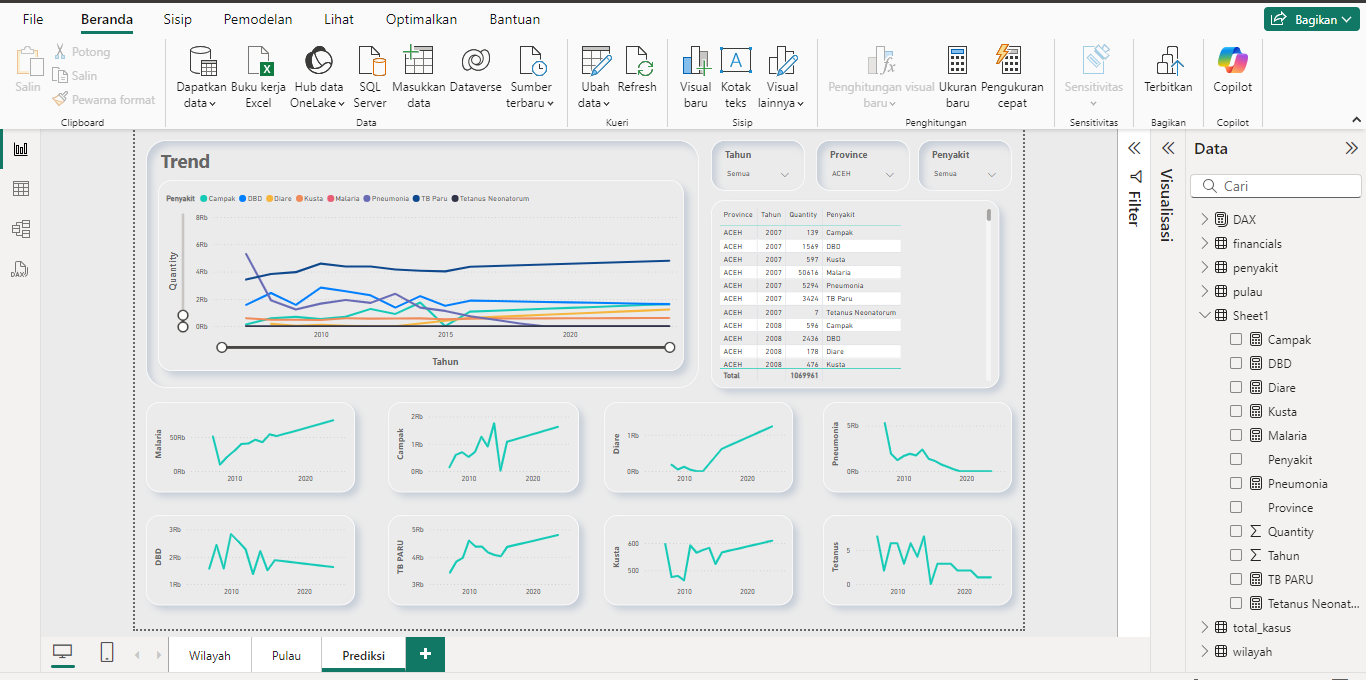 File Beranda Sisip Pemodelan Lihat Optimalkan Bantuan
Bagikan
Salin
Potong
Salin
Pewarna format
Clipboard
Dapatkan data
Buku kerja Excel
Hub data OneLake
SQL Server
Masukkan data
Dataverse
Sumber terbaru
Data
Ubah data
Refresh
Kueri
Visual baru
A
Kotak teks
Visual lainnya
Sisip
Penghitungan visual baru
Ukuran baru
Pengukuran cepat
Penghitungan
Sensitivitas
Sensitivitas
Terbitkan
Bagikan
Copilot
Copilot
DAX
Trend
Penyakit Campak DBD Diare Kusta Malaria Pneumonia TB Paru Tetanus Neonatorum
Quantity
8Rb
6Rb
4Rb
2Rb
0Rb
2010 2015 2020
Tahun
Tahun
Semua
Province
ACEH
Penyakit
Semua
Province Tahun Quantity Penyakit
ACEH 2007 139 Campak
ACEH 2007 1569 DBD
ACEH 2007 597 Kusta
ACEH 2007 50616 Malaria
ACEH 2007 5294 Pneumonia
ACEH 2007 3424 TB Paru
ACEH 2007 7 Tetanus Neonatorum
ACEH 2008 596 Campak
ACEH 2008 2436 DBD
ACEH 2008 178 Diare
ACEH 2008 476 Kusta
Total 1069961
Malaria
50Rb
0Rb
2010 2020
Campak
2Rb
1Rb
0Rb
2010 2020
Diare
1Rb
0Rb
2010 2020
Pneumonia
5Rb
0Rb
2010 2020
DBD
3Rb
2Rb
1Rb
2010 2020
TB PARU
5Rb
4Rb
3Rb
2010 2020
Kusta
600
500
2010 2020
Tetanus
5
0
2010 2020
Filter
Visualisasi
Data
Cari
DAX
financials
penyakit
pulau
Sheet1
Campak
DBD
Diare
Kusta
Malaria
Penyakit
Pneumonia
Province
Quantity
Tahun
TB PARU
Tetanus Neonat...
total_kasus
wilayah
Wilayah Pulau Prediksi +